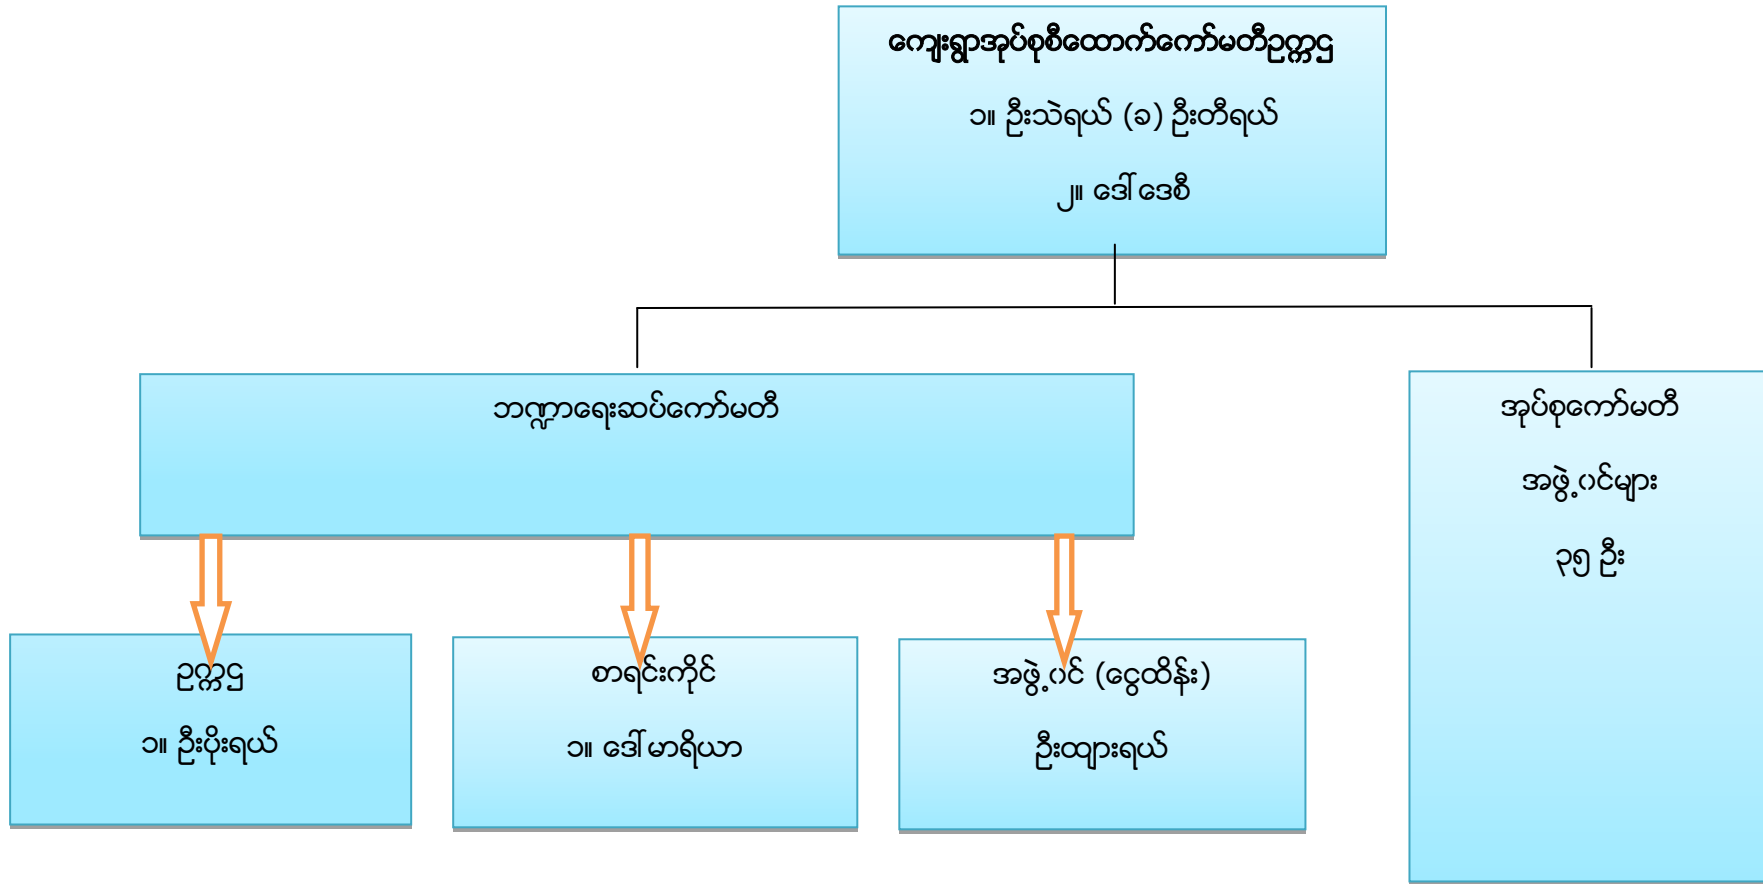 ကျေးရွာအုပ်စုစီထောက်ကော်မတီဥက္ကဌ
၁။ ဦးသဲရယ် (ခ) ဦးတီရယ်
၂။ ဒေါ်ဒေစီ
ဘဏ္ဍာရေးဆပ်ကော်မတီ
အုပ်စုကော်မတီ
အဖွဲ့ဝင်များ
၃၅ ဦး
ဥက္ကဌ
၁။ ဦးပိုးရယ်
စာရင်းကိုင်
၁။ ဒေါ်မာရိယာ
အဖွဲ့ဝင် (ငွေထိန်း)
ဦးထျားရယ်